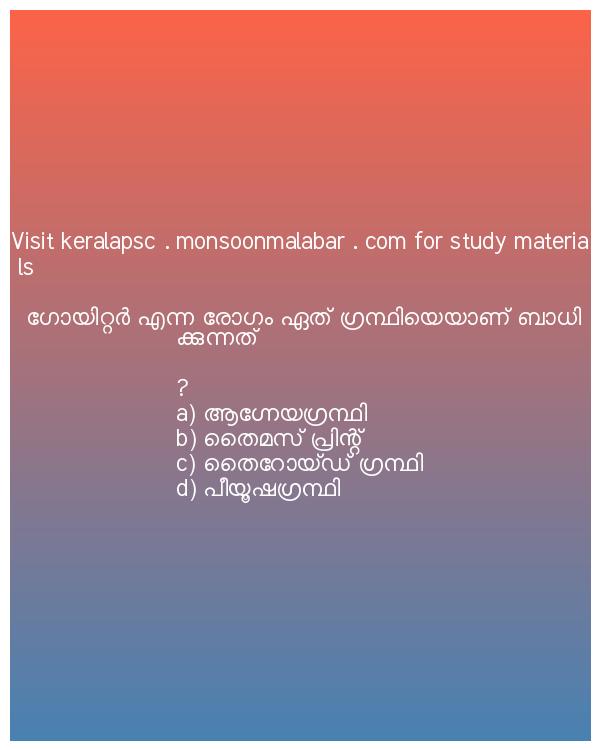 Visit keralapsc . monsoonmalabar . com for study materia
ls
ഗോയിറ്റർ എന്ന രോഗം ഏത് ഗ്രന്ഥിയെയാണ് ബാധി
ക്കുന്നത്
?
a) ആഗ്നേയഗ്രന്ഥി
b) തൈമസ് പ്രിന്റ്
c) തൈറോയ്ഡ് ഗ്രന്ഥി
d) പീയൂഷഗ്രന്ഥി